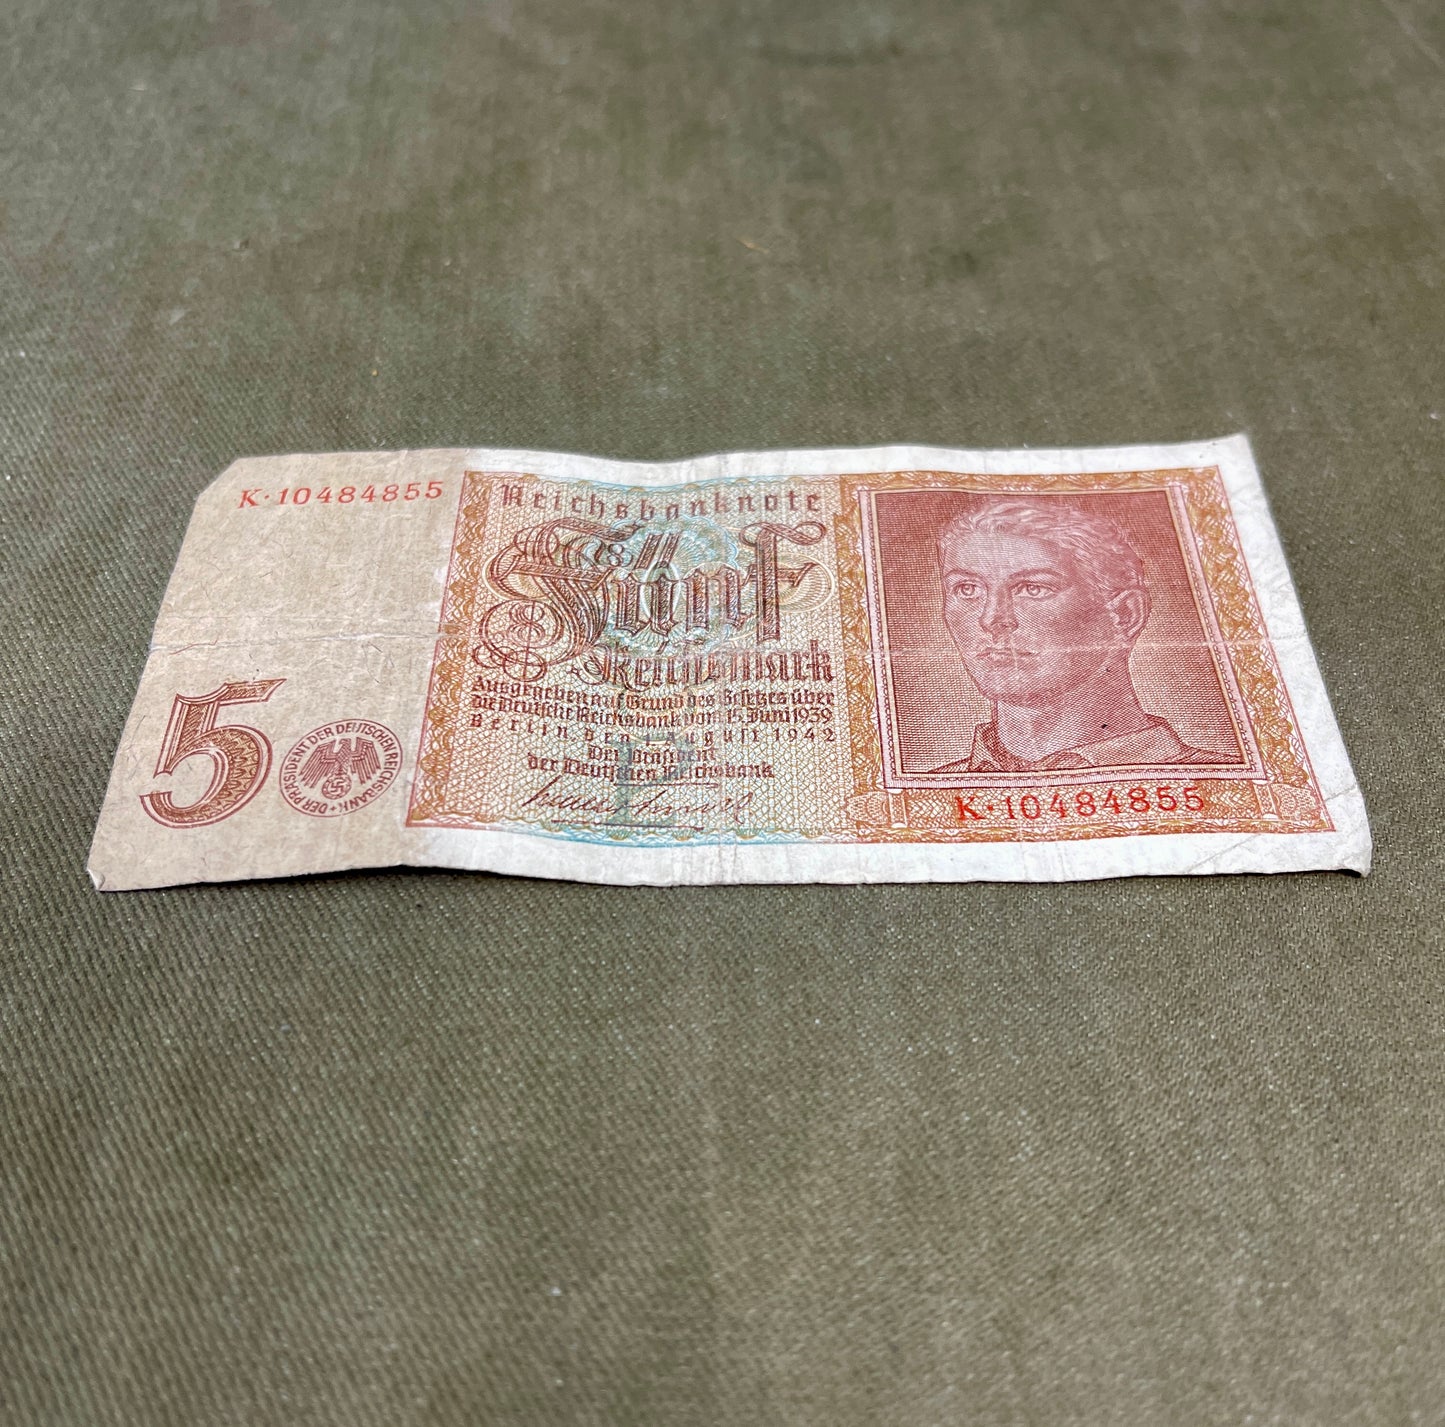 K·10484855
Reichsbanknote
Fünf
Reichsmark
Ausgegeben auf Grund des Gesetzes über
die Deutsche Reichsbank vom 15. Juni 1939
Berlin, den 1. August 1942
Der Präsident
der Deutschen Reichsbank
5
DER PRÄSIDENT DER DEUTSCHEN REICHSBANK
K·10484855